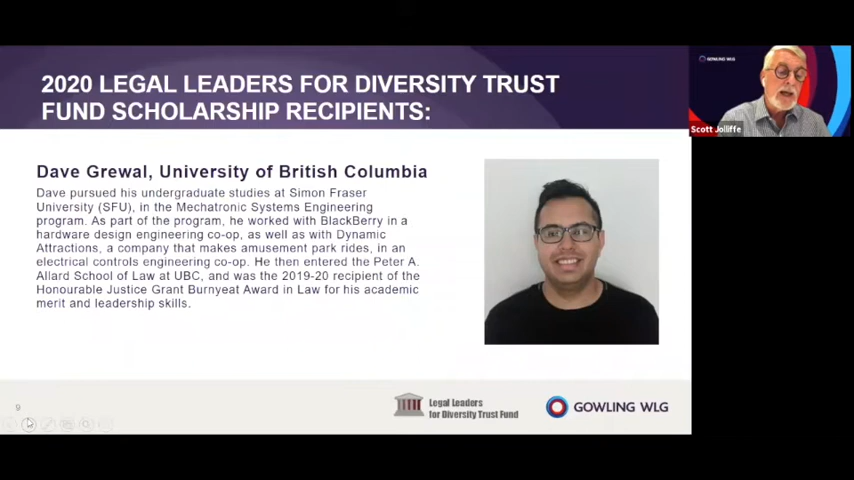 2020 LEGAL LEADERS FOR DIVERSITY TRUST
FUND SCHOLARSHIP RECIPIENTS:
GOWLING WLG
Scott Jolliffe
Dave Grewal, University of British Columbia
Dave pursued his undergraduate studies at Simon Fraser
University (SFU), in the Mechatronic Systems Engineering
program. As part of the program, he worked with BlackBerry in a
hardware design engineering co-op, as well as with Dynamic
Attractions, a company that makes amusement park rides, in an
electrical controls engineering co-op. He then entered the Peter A.
Allard School of Law at UBC, and was the 2019-20 recipient of the
Honourable Justice Grant Burnyeat Award in Law for his academic
merit and leadership skills.
9
Legal Leaders
for Diversity Trust Fund
GOWLING WLG